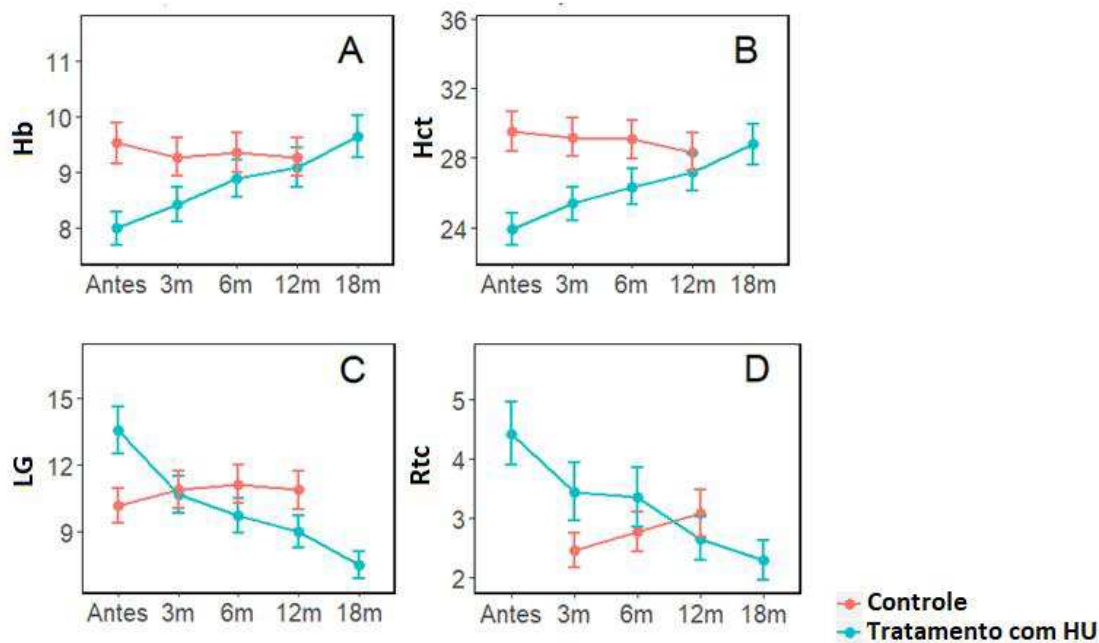 A
Hb
11
10
9
8
Antes 3m 6m 12m 18m
B
Hct
36
32
28
24
Antes 3m 6m 12m 18m
C
LG
15
12
9
Antes 3m 6m 12m 18m
D
Rtc
5
4
3
2
Antes 3m 6m 12m 18m
Controle
Tratamento com HU